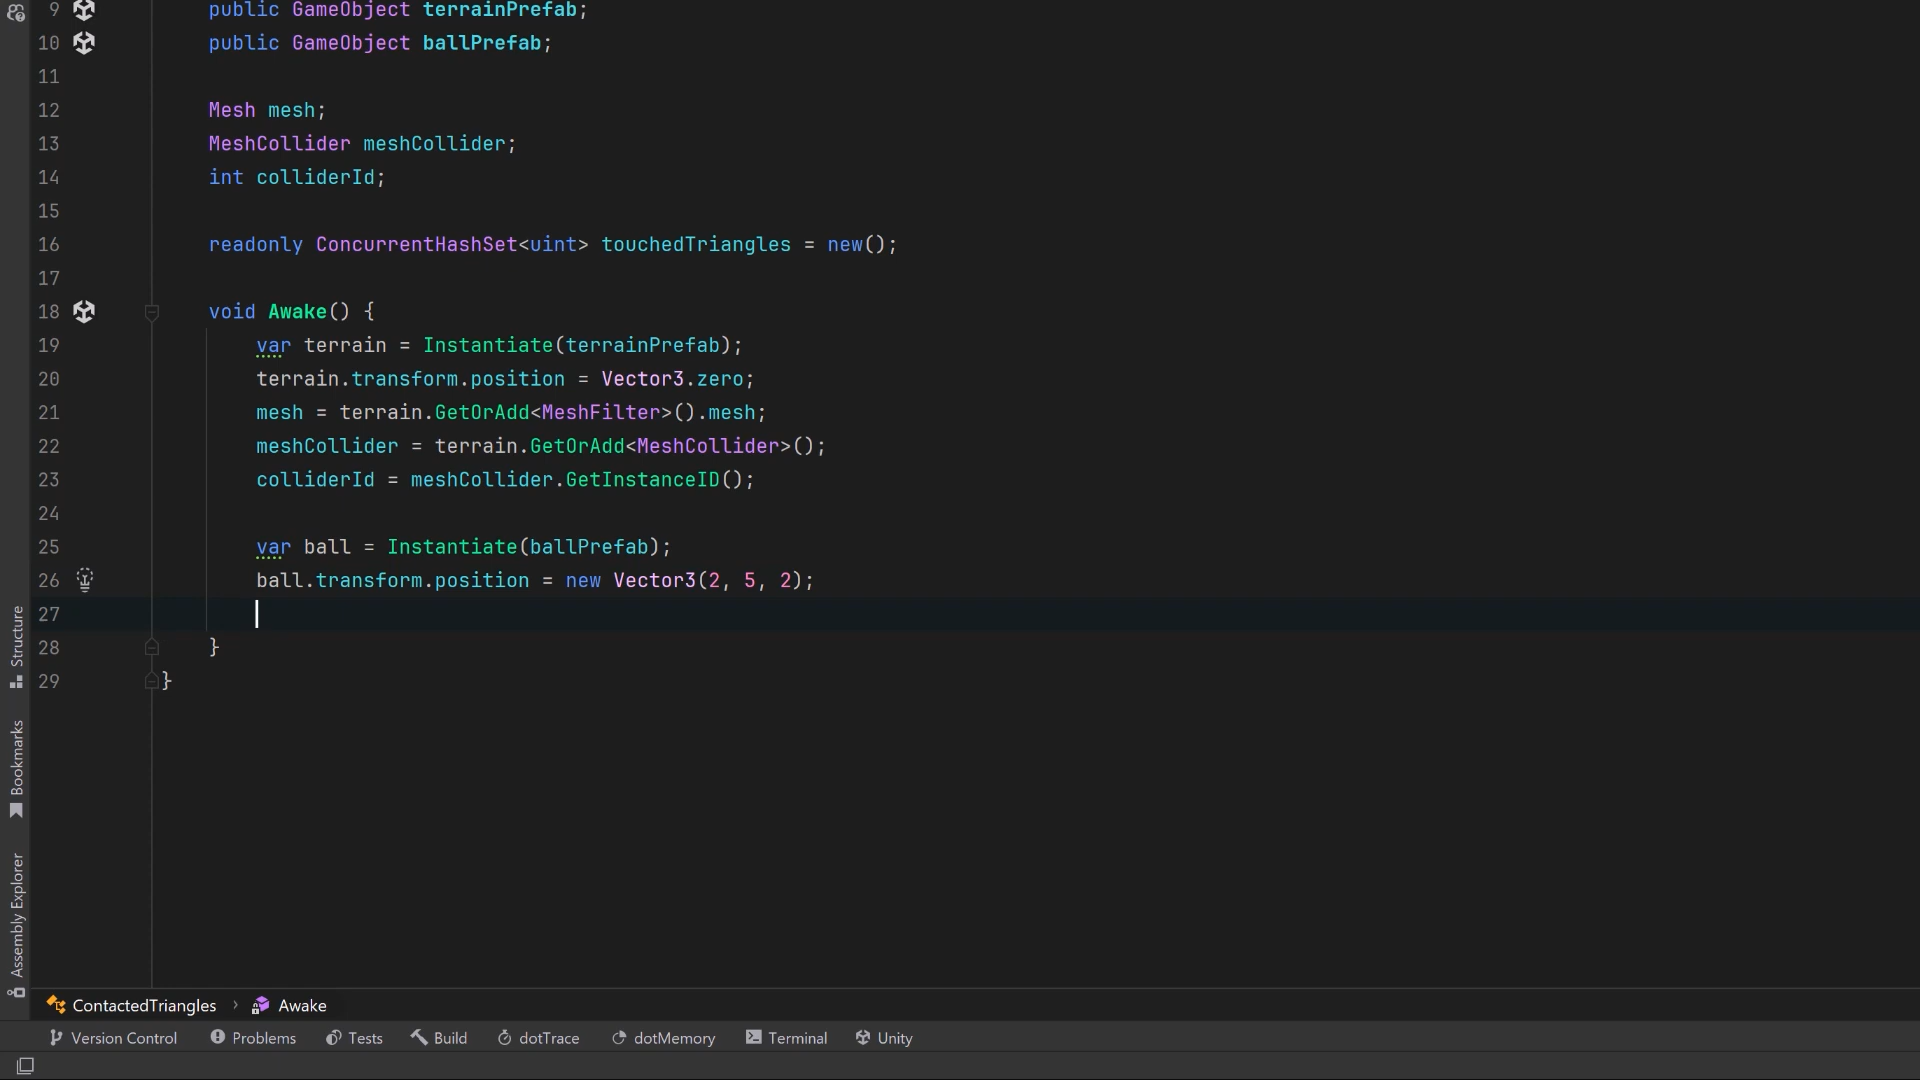 9 public GameObject terrainPrefab;
10 public GameObject ballPrefab;
11
12 Mesh mesh;
13 MeshCollider meshCollider;
14 int colliderId;
15
16 readonly ConcurrentHashSet<uint> touchedTriangles = new();
17
18 void Awake() {
19 var terrain = Instantiate(terrainPrefab);
20 terrain.transform.position = Vector3.zero;
21 mesh = terrain.GetOrAdd<MeshFilter>().mesh;
22 meshCollider = terrain.GetOrAdd<MeshCollider>();
23 colliderId = meshCollider.GetInstanceID();
24
25 var ball = Instantiate(ballPrefab);
26 ball.transform.position = new Vector3(2, 5, 2);
27
28 }
29 }
Structure
Bookmarks
Assembly Explorer
ContactedTriangles › Awake
Version Control Problems Tests Build dotTrace dotMemory Terminal Unity